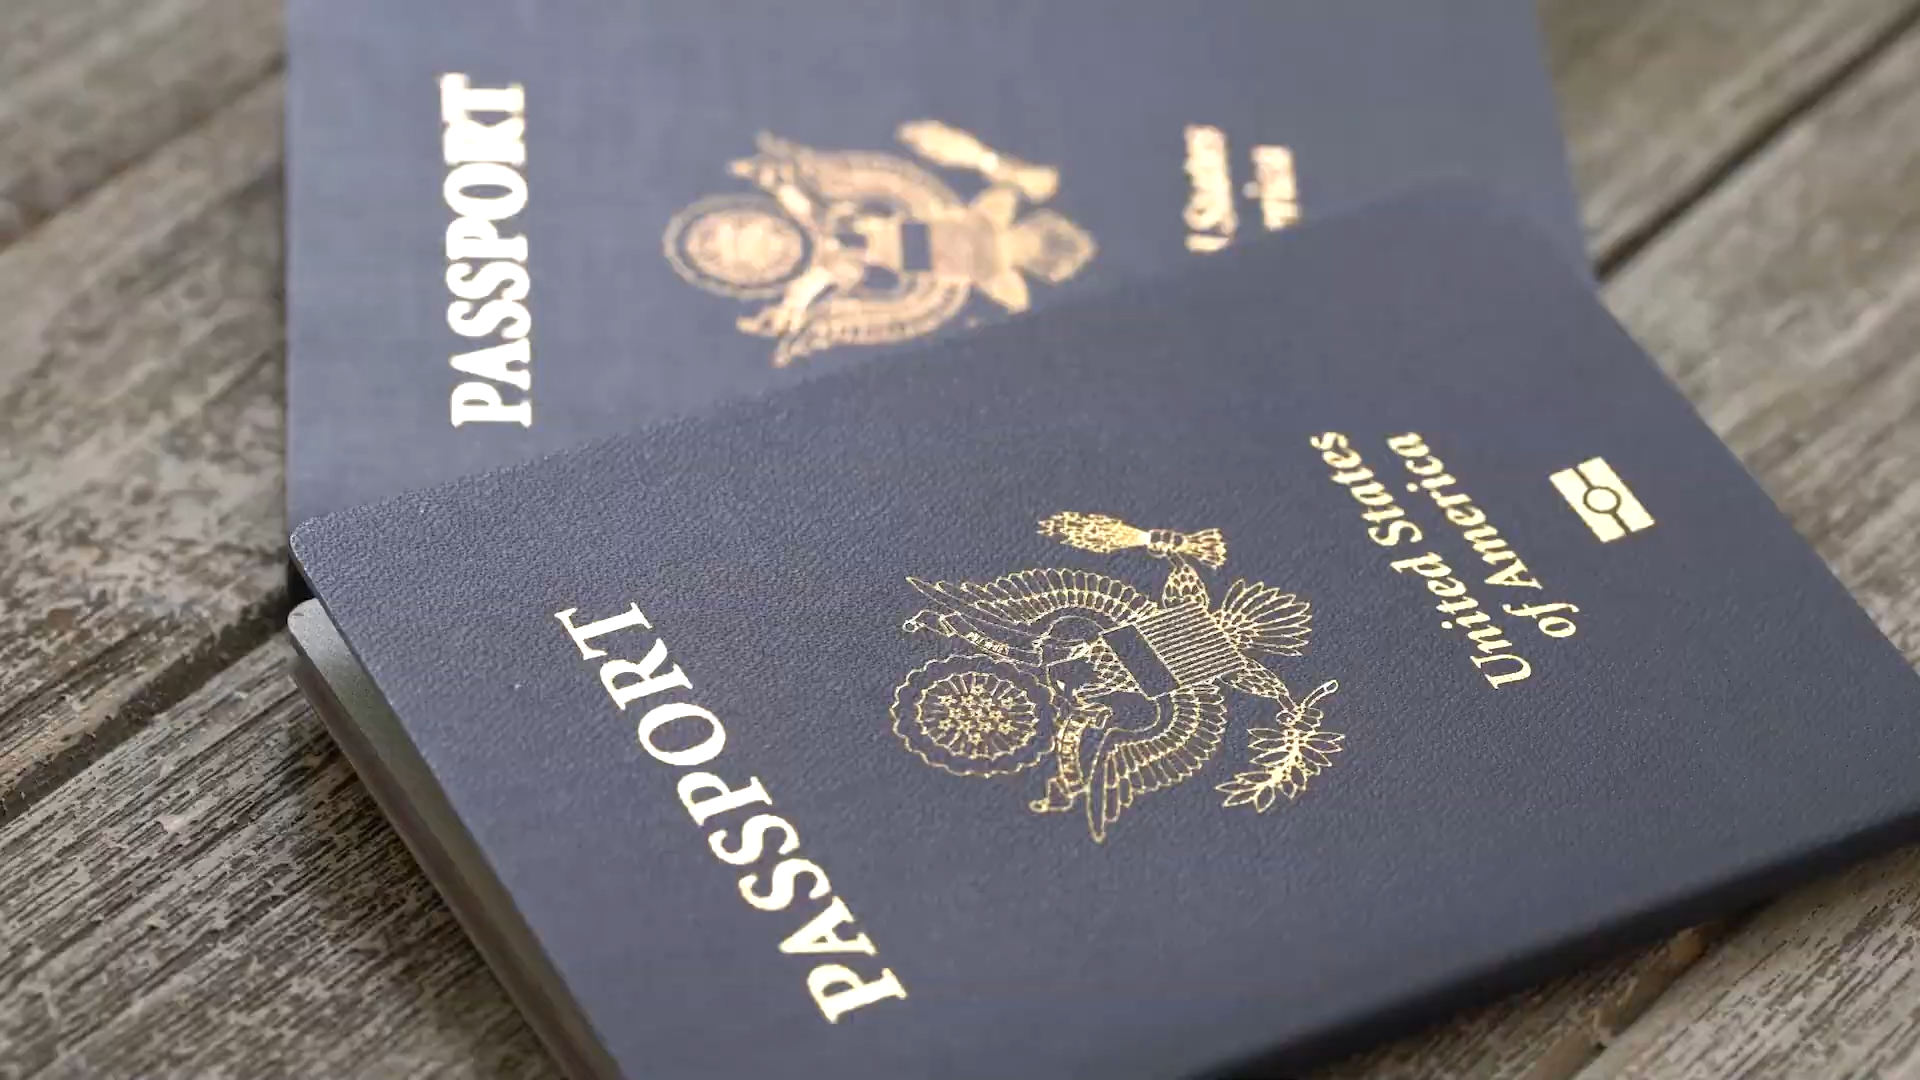 PASSPORT
PASSPORT
United States
of America